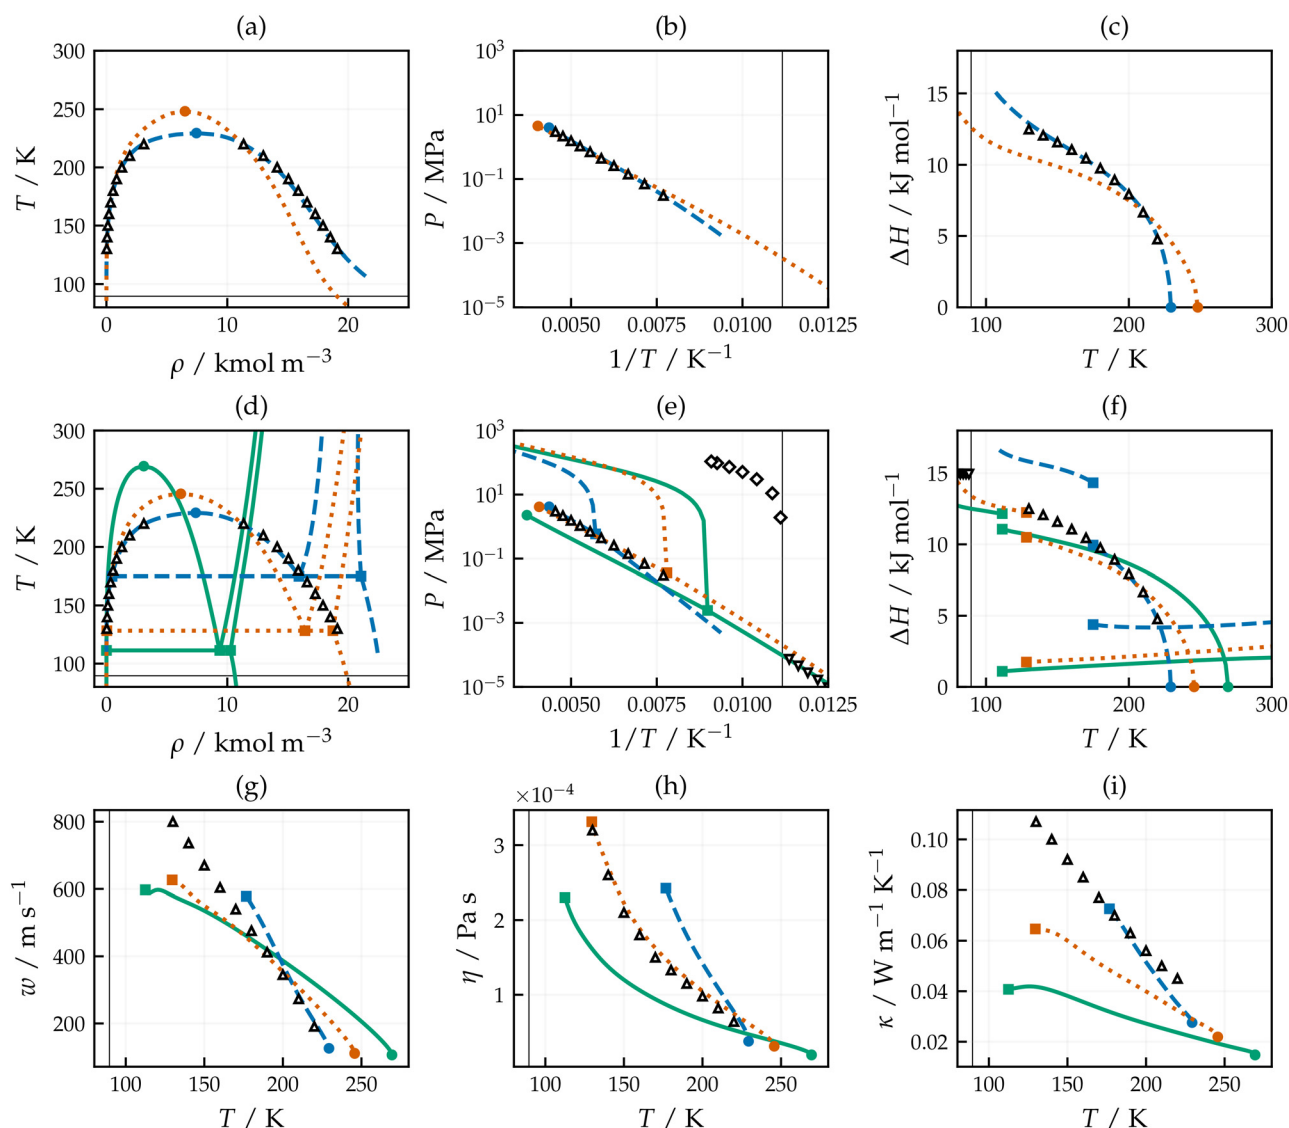 (a)
300
250
200
150
100
0
10
20
T / K
ρ / kmol m⁻³
(b)
10³
10¹
10⁻¹
10⁻³
10⁻⁵
0.0050
0.0075
0.0100
0.0125
P / MPa
1/T / K⁻¹
(c)
15
10
5
0
100
200
300
ΔH / kJ mol⁻¹
T / K
(d)
300
250
200
150
100
0
10
20
T / K
ρ / kmol m⁻³
(e)
10³
10¹
10⁻¹
10⁻³
10⁻⁵
0.0050
0.0075
0.0100
0.0125
P / MPa
1/T / K⁻¹
(f)
15
10
5
0
100
200
300
ΔH / kJ mol⁻¹
T / K
(g)
800
600
400
200
100
150
200
250
w / m s⁻¹
T / K
(h)
×10⁻⁴
3
2
1
100
150
200
250
η / Pa s
T / K
(i)
0.10
0.08
0.06
0.04
0.02
100
150
200
250
κ / W m⁻¹ K⁻¹
T / K